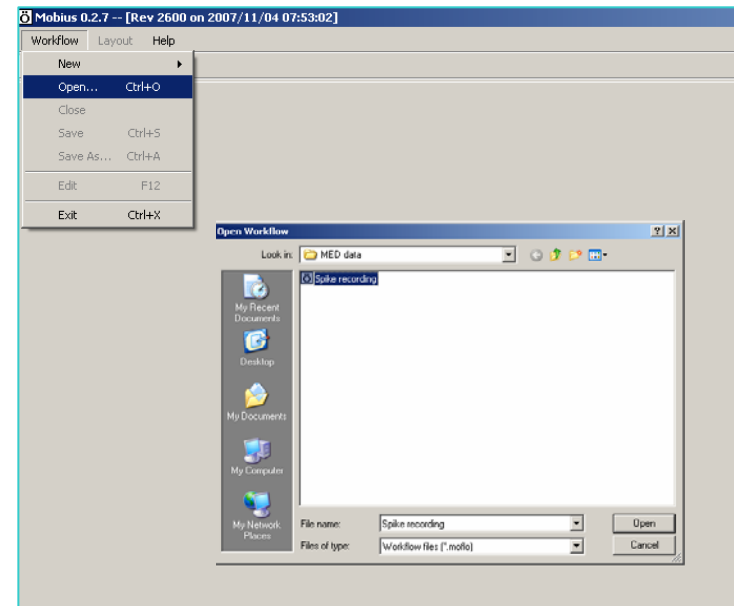 Ö Mobius 0.2.7 -- [Rev 2600 on 2007/11/04 07:53:02]
Workflow Layout Help
New
Open... Ctrl+O
Close
Save Ctrl+S
Save As... Ctrl+A
Edit F12
Exit Ctrl+X
Open Workflow
Look in: MED data
Spike recording
My Recent
Documents
Desktop
My Documents
My Computer
My Network
Places
File name: Spike recording Open
Files of type: Workflow files (*.moflo) Cancel